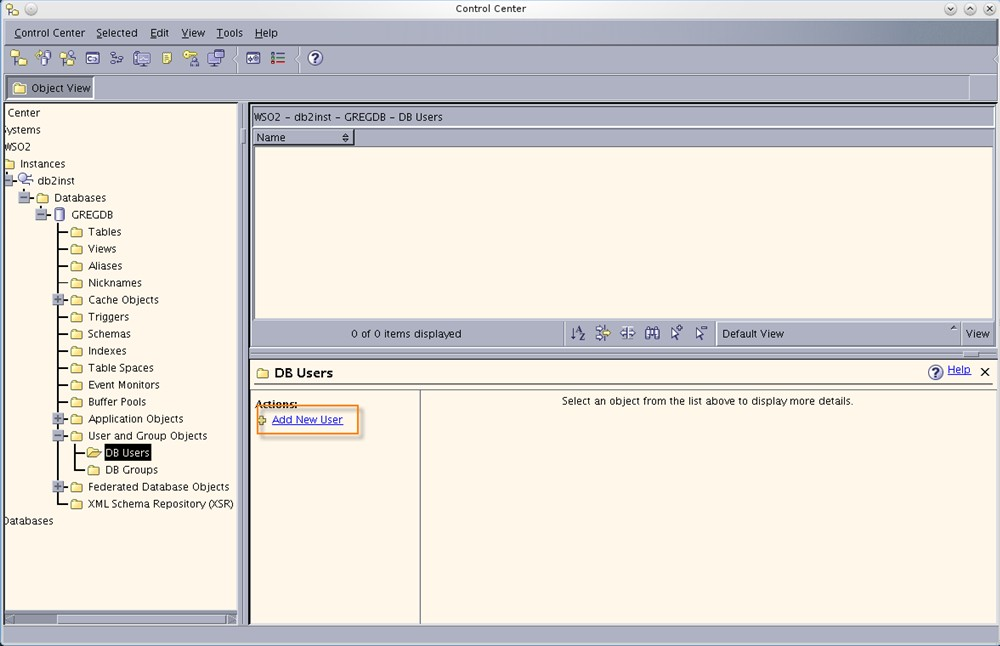 Control Center
Control Center Selected Edit View Tools Help
Object View
Center
Systems
WSO2
Instances
db2inst
Databases
GREGDB
Tables
Views
Aliases
Nicknames
Cache Objects
Triggers
Schemas
Indexes
Table Spaces
Event Monitors
Buffer Pools
Application Objects
User and Group Objects
DB Users
DB Groups
Federated Database Objects
XML Schema Repository (XSR)
Databases
WSO2 - db2inst - GREGDB - DB Users
Name
0 of 0 items displayed
Default View
View
DB Users
Help
Actions:
Add New User
Select an object from the list above to display more details.